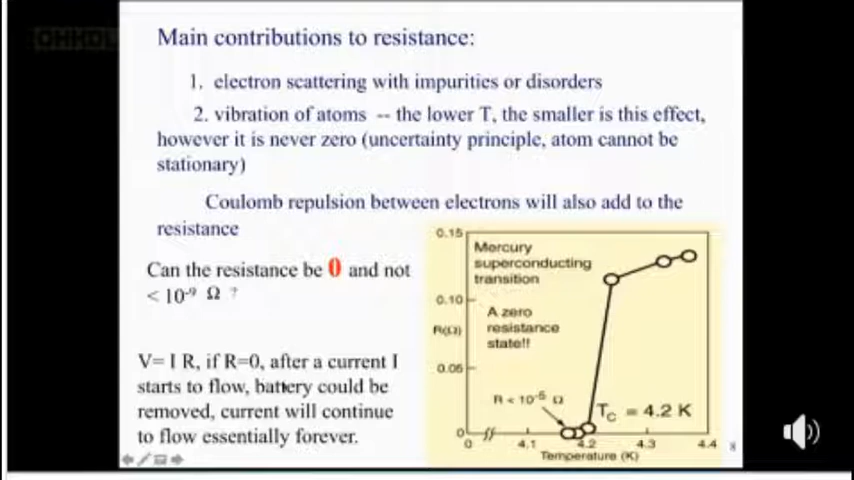 Main contributions to resistance:
1. electron scattering with impurities or disorders
2. vibration of atoms -- the lower T, the smaller is this effect,
however it is never zero (uncertainty principle, atom cannot be
stationary)
Coulomb repulsion between electrons will also add to the
resistance
Can the resistance be 0 and not
< 10⁻⁹ Ω ?
V= I R, if R=0, after a current I
starts to flow, battery could be
removed, current will continue
to flow essentially forever.
0.15
Mercury
superconducting
transition
0.10
A zero
R(Ω) resistance
state!!
0.05
R < 10⁻⁵ Ω
T_C = 4.2 K
0
0 4.1 4.2 4.3 4.4
Temperature (K)
8